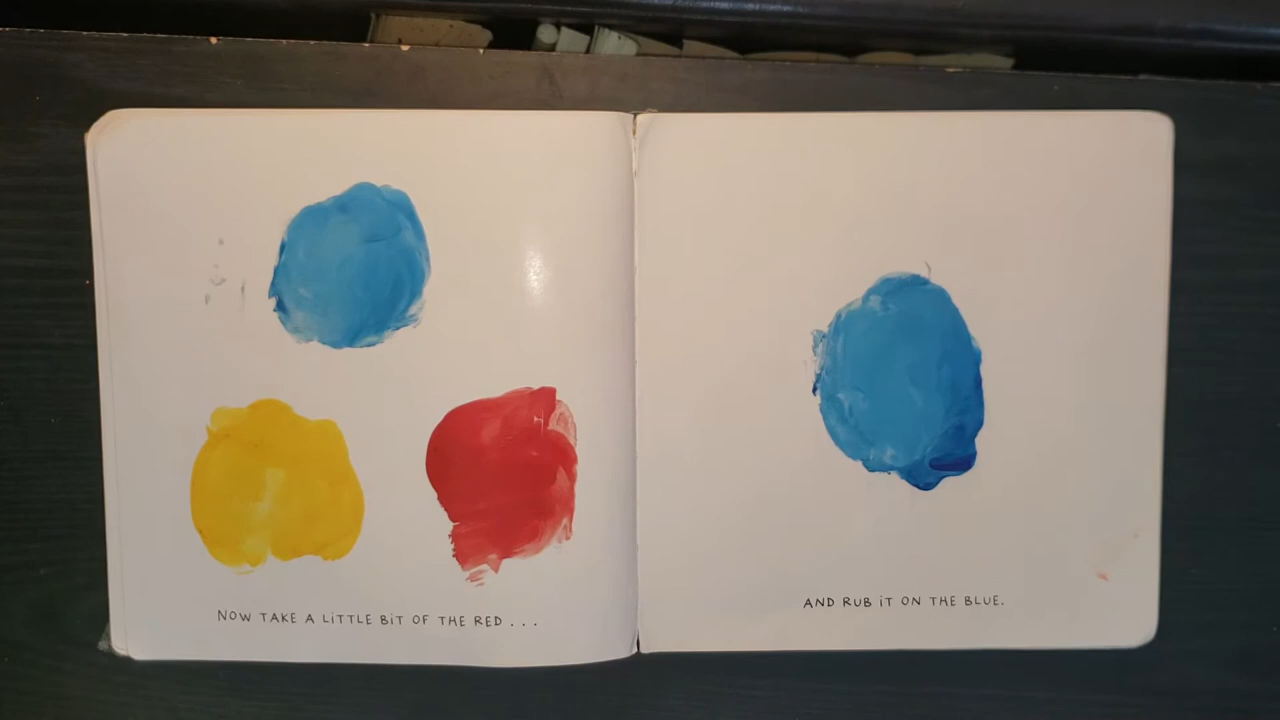 NOW TAKE A LiTTLE BiT OF THE RED . . .
AND RUB iT ON THE BLUE.